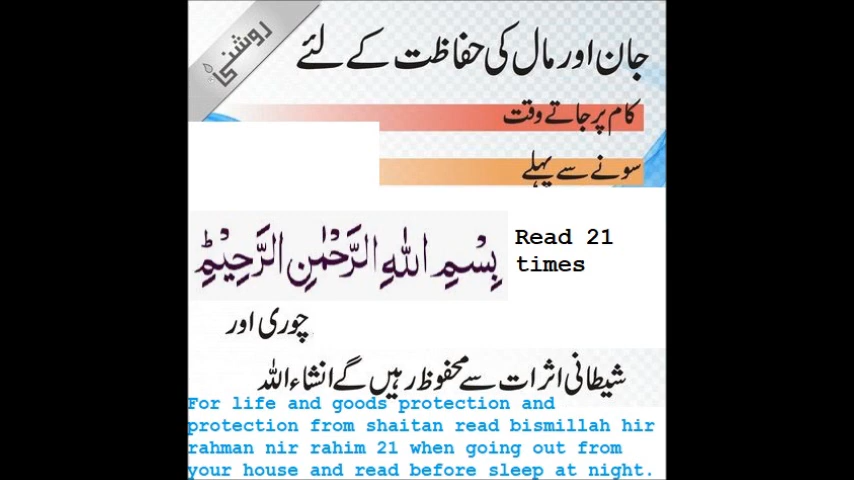 روشنی
جان اور مال کی حفاظت کے لئے
کام پر جاتے وقت
سونے سے پہلے
بِسْمِ اللّٰهِ الرَّحْمٰنِ الرَّحِيْمِ
Read 21
times
چوری اور
شیطانی اثرات سے محفوظ رہیں گے انشاء اللہ
For life and goods protection and
protection from shaitan read bismillah hir
rahman nir rahim 21 when going out from
your house and read before sleep at night.